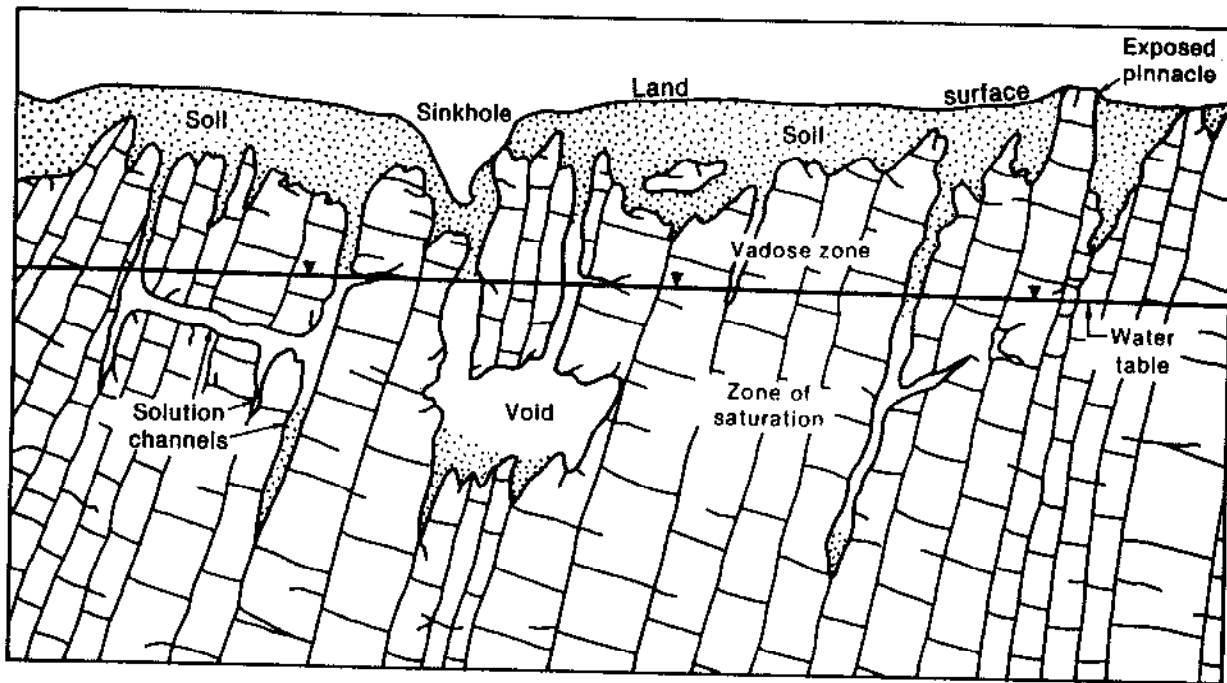 Exposed
pinnacle
Land
surface
Sinkhole
Soil
Soil
Vadose zone
Water
table
Zone of
saturation
Solution
channels
Void